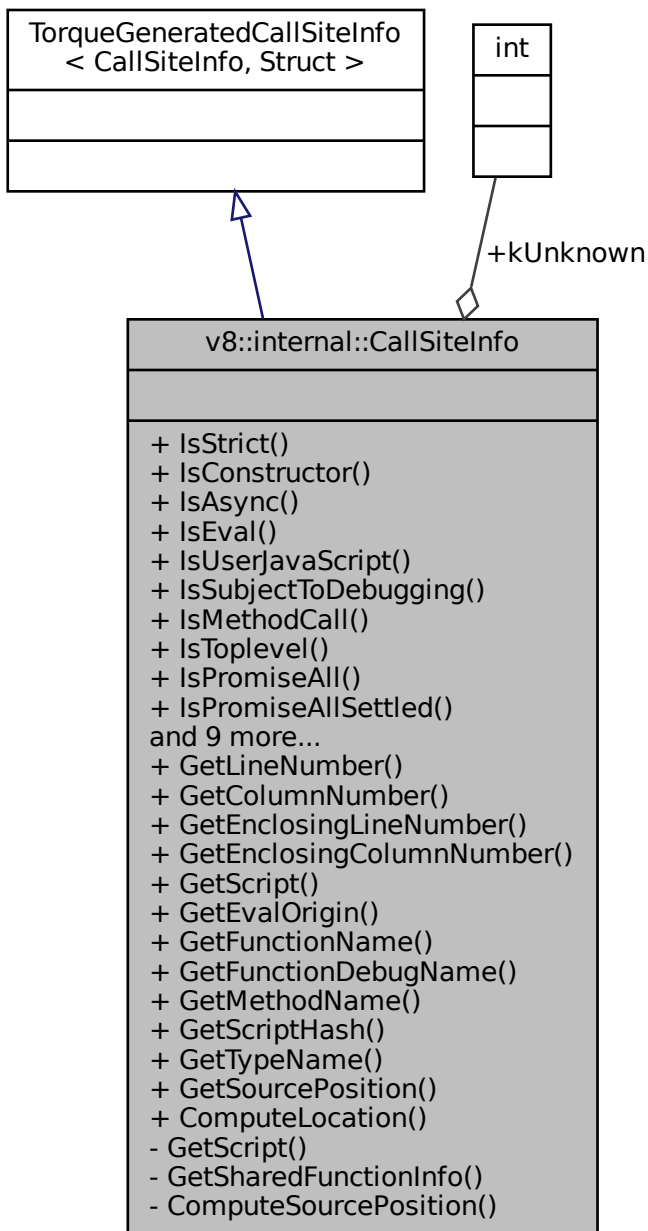 TorqueGeneratedCallSiteInfo
< CallSiteInfo, Struct >
int
+kUnknown
v8::internal::CallSiteInfo
+ IsStrict()
+ IsConstructor()
+ IsAsync()
+ IsEval()
+ IsUserJavaScript()
+ IsSubjectToDebugging()
+ IsMethodCall()
+ IsToplevel()
+ IsPromiseAll()
+ IsPromiseAllSettled()
and 9 more...
+ GetLineNumber()
+ GetColumnNumber()
+ GetEnclosingLineNumber()
+ GetEnclosingColumnNumber()
+ GetScript()
+ GetEvalOrigin()
+ GetFunctionName()
+ GetFunctionDebugName()
+ GetMethodName()
+ GetScriptHash()
+ GetTypeName()
+ GetSourcePosition()
+ ComputeLocation()
- GetScript()
- GetSharedFunctionInfo()
- ComputeSourcePosition()